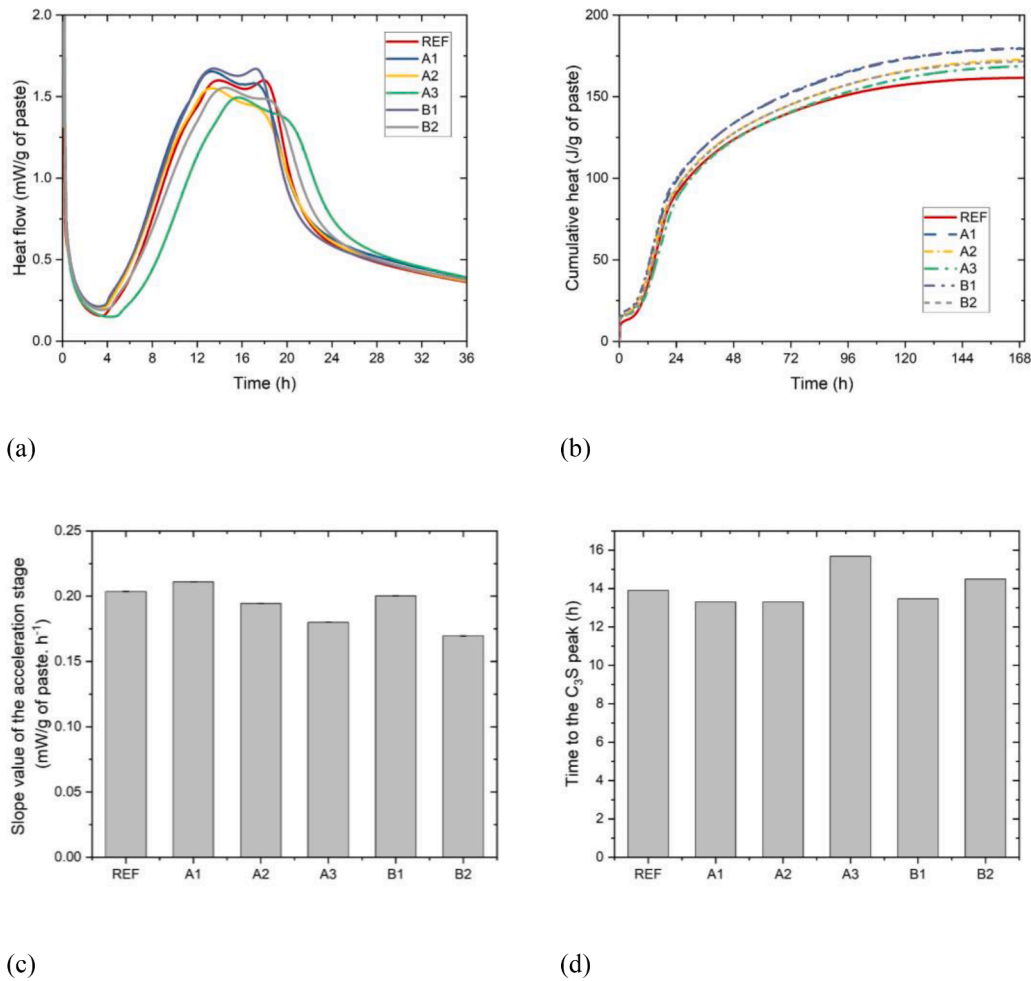 2.0
1.5
1.0
0.5
0.0
Heat flow (mW/g of paste)
0 4 8 12 16 20 24 28 32 36
Time (h)
REF
A1
A2
A3
B1
B2
(a)
200
150
100
50
0
Cumulative heat (J/g of paste)
0 24 48 72 96 120 144 168
Time (h)
REF
A1
A2
A3
B1
B2
(b)
0.25
0.20
0.15
0.10
0.05
0.00
Slope value of the acceleration stage
(mW/g of paste. h⁻¹)
REF A1 A2 A3 B1 B2
(c)
16
14
12
10
8
6
4
2
0
Time to the C₃S peak (h)
REF A1 A2 A3 B1 B2
(d)